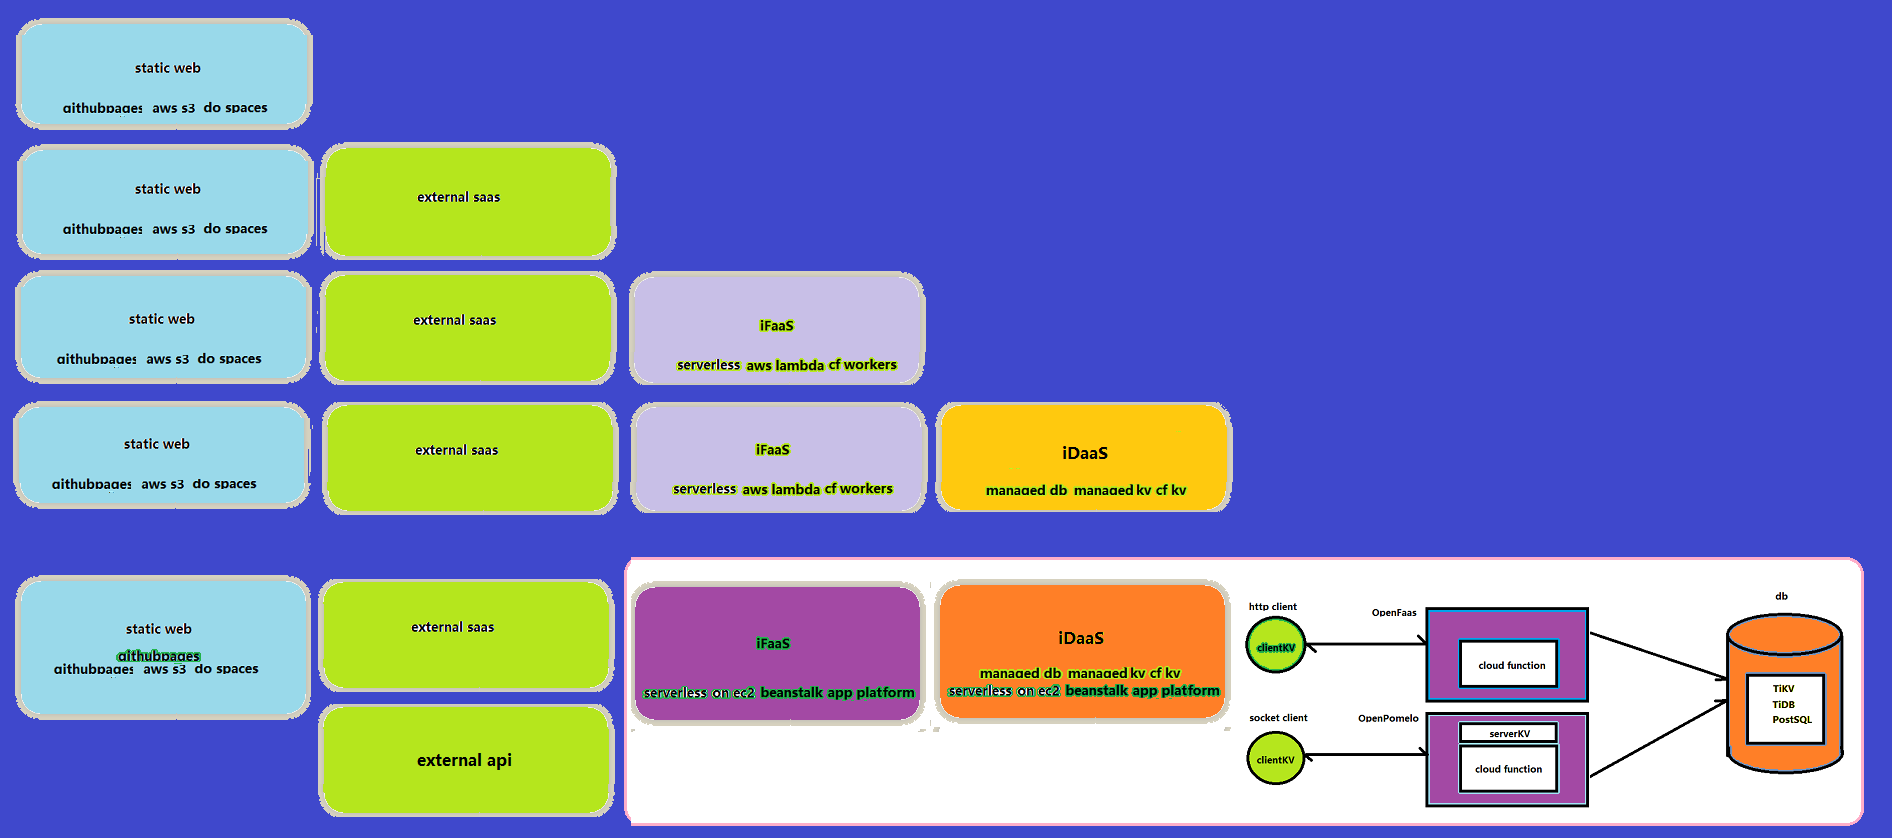 static web
githubpages aws s3 do spaces
static web
githubpages aws s3 do spaces
external saas
static web
githubpages aws s3 do spaces
external saas
iFaaS
serverless aws lambda cf workers
static web
githubpages aws s3 do spaces
external saas
iFaaS
serverless aws lambda cf workers
iDaaS
managed db managed kv cf kv
static web
githubpages
githubpages aws s3 do spaces
external saas
external api
iFaaS
serverless on ec2 beanstalk app platform
iDaaS
managed db managed kv cf kv
serverless on ec2 beanstalk app platform
http client
clientKV
OpenFaas
cloud function
socket client
clientKV
OpenPomelo
serverKV
cloud function
db
TiKV
TiDB
PostSQL